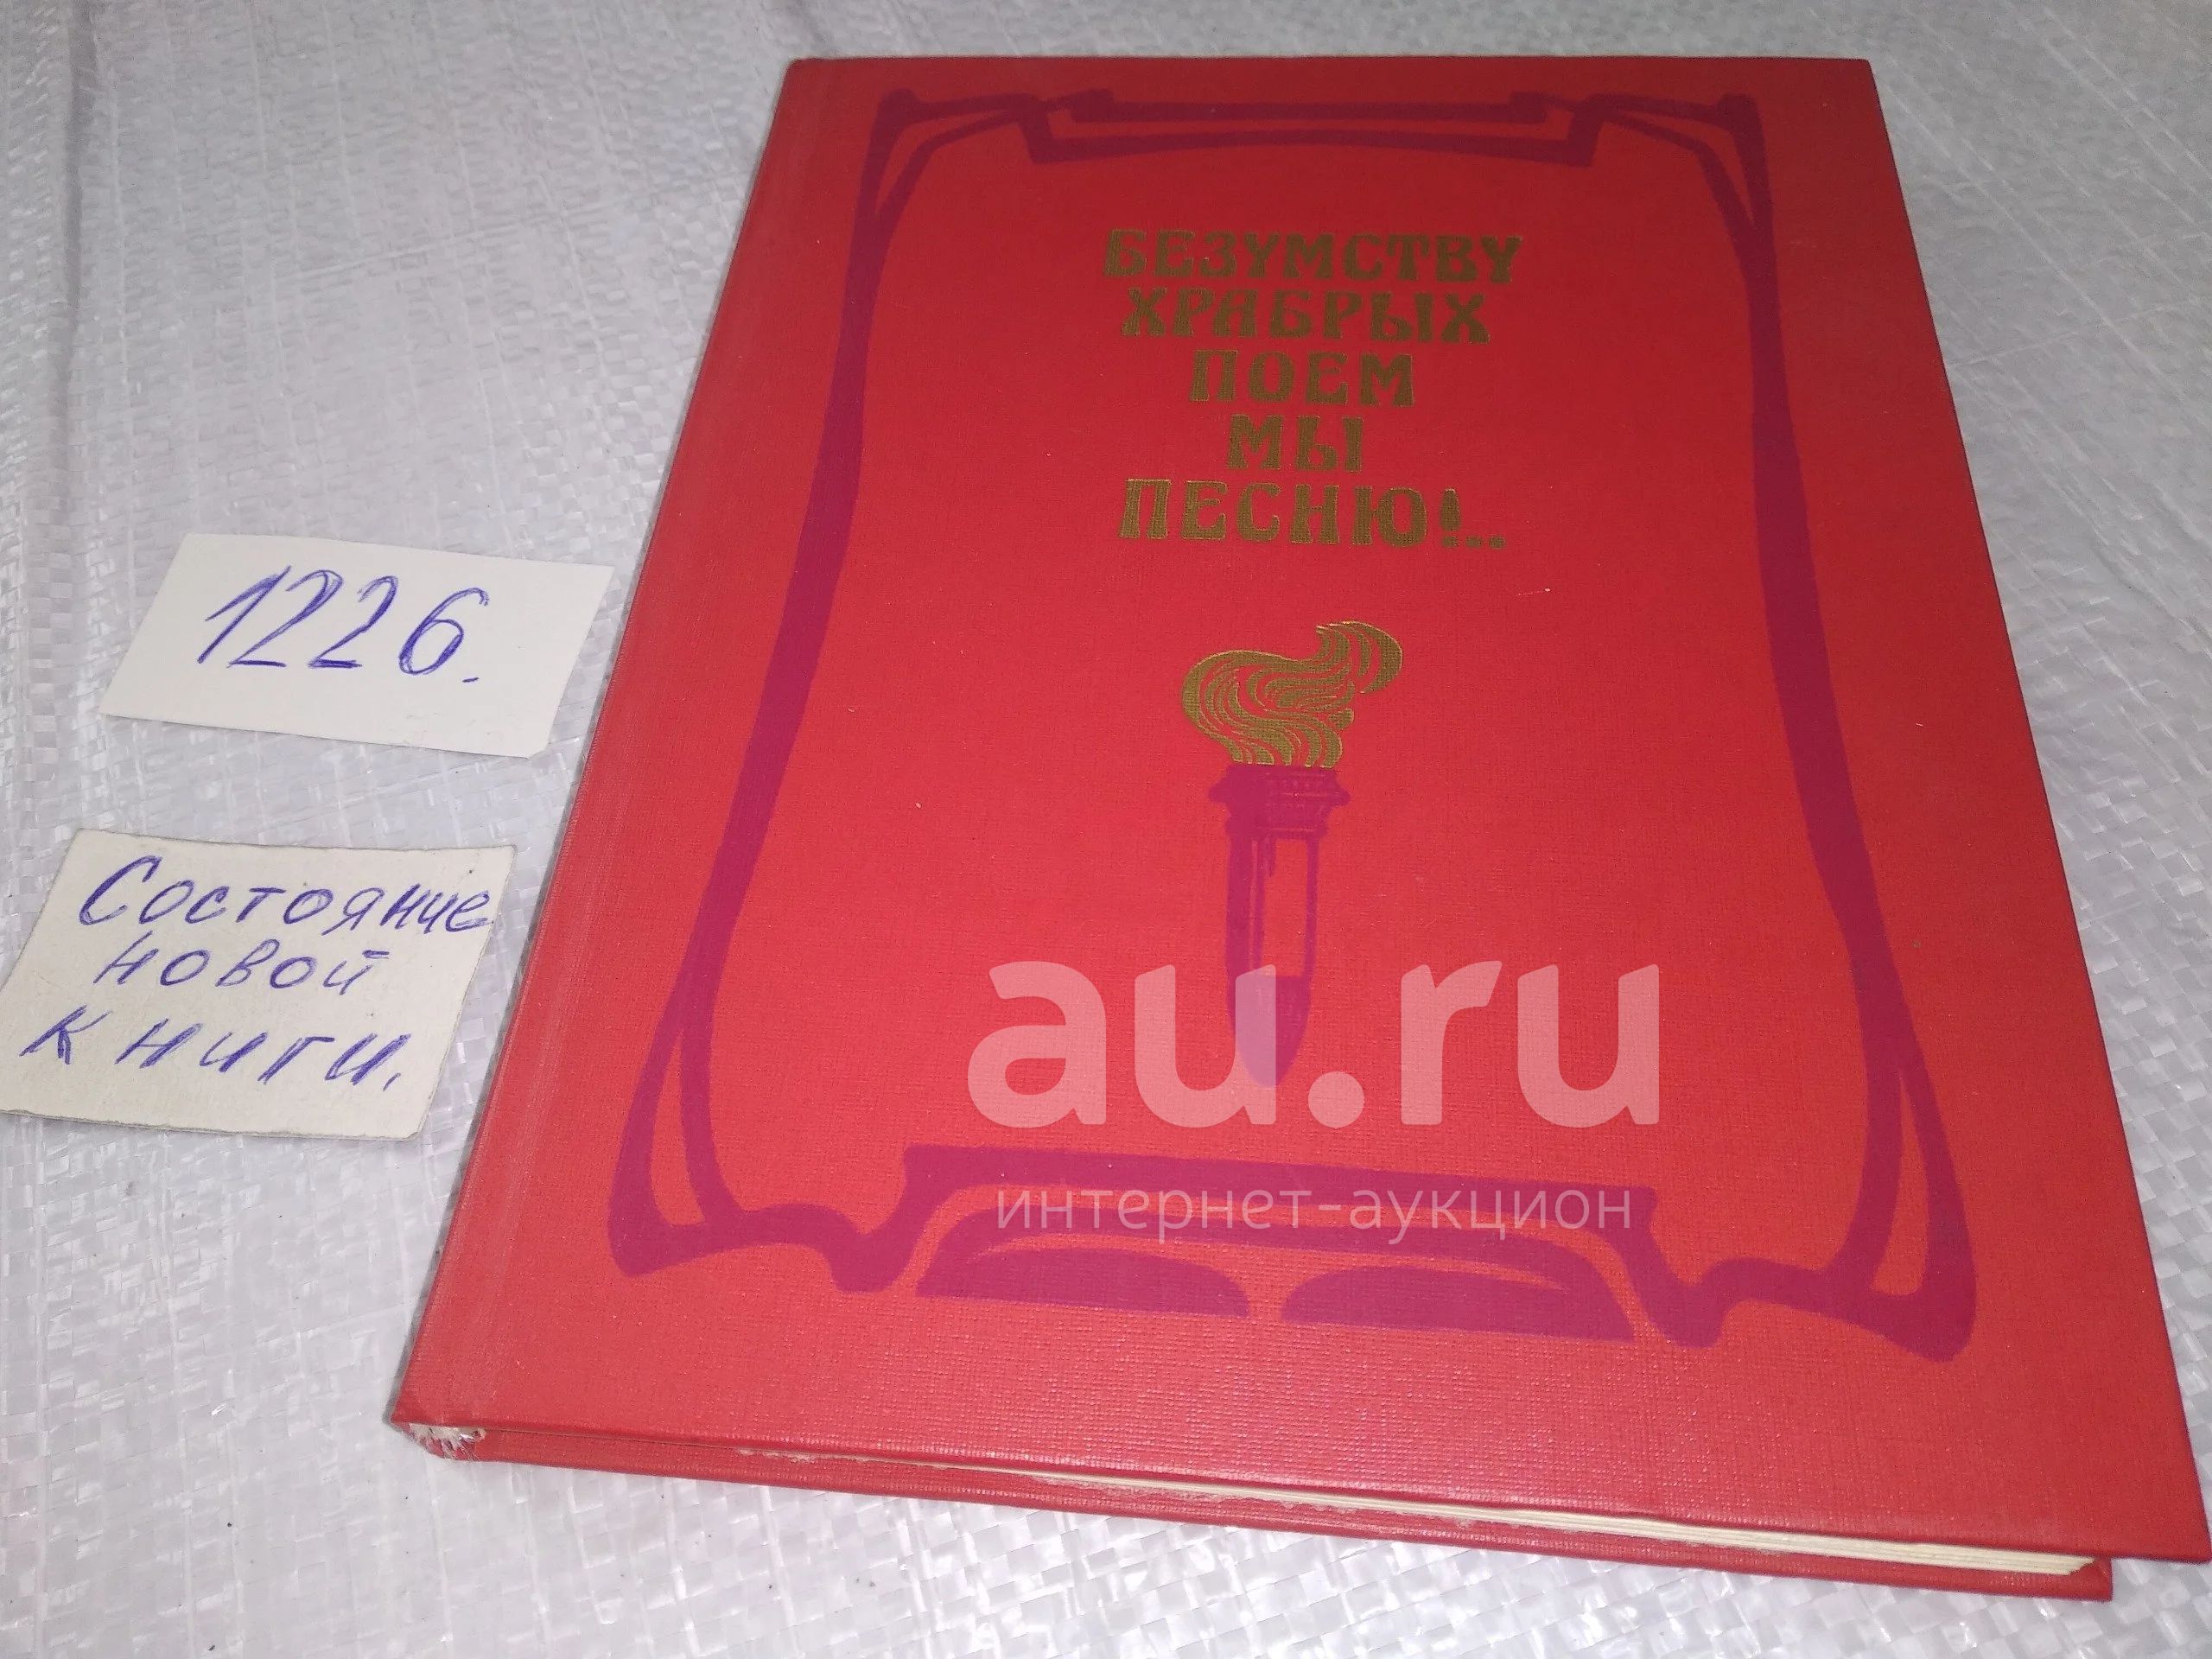 БЕЗУМСТВУ
ХРАБРЫХ
ПОЕМ
МЫ
ПЕСНЮ!..
1226.
Состояние
новой
книги.
au.ru
интернет-аукцион